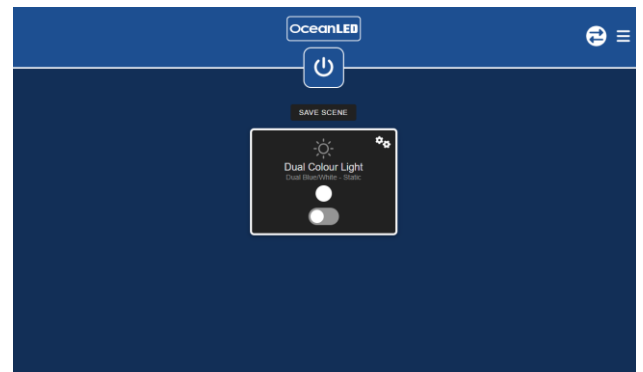 OceanLED
SAVE SCENE
Dual Colour Light
Dual Blue/White - Static